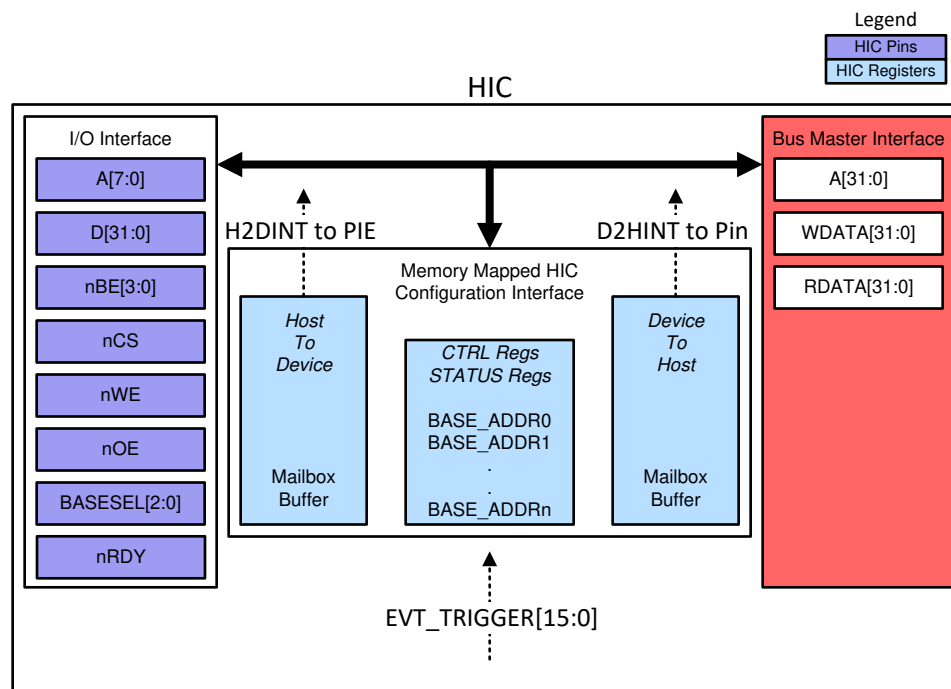 Legend
HIC Pins
HIC Registers
HIC
I/O Interface
A[7:0]
D[31:0]
nBE[3:0]
nCS
nWE
nOE
BASESEL[2:0]
nRDY
H2DINT to PIE
D2HINT to Pin
Memory Mapped HIC
Configuration Interface
Host
To
Device
Mailbox
Buffer
CTRL Regs
STATUS Regs
BASE_ADDR0
BASE_ADDR1
.
.
BASE_ADDRn
Device
To
Host
Mailbox
Buffer
EVT_TRIGGER[15:0]
Bus Master Interface
A[31:0]
WDATA[31:0]
RDATA[31:0]